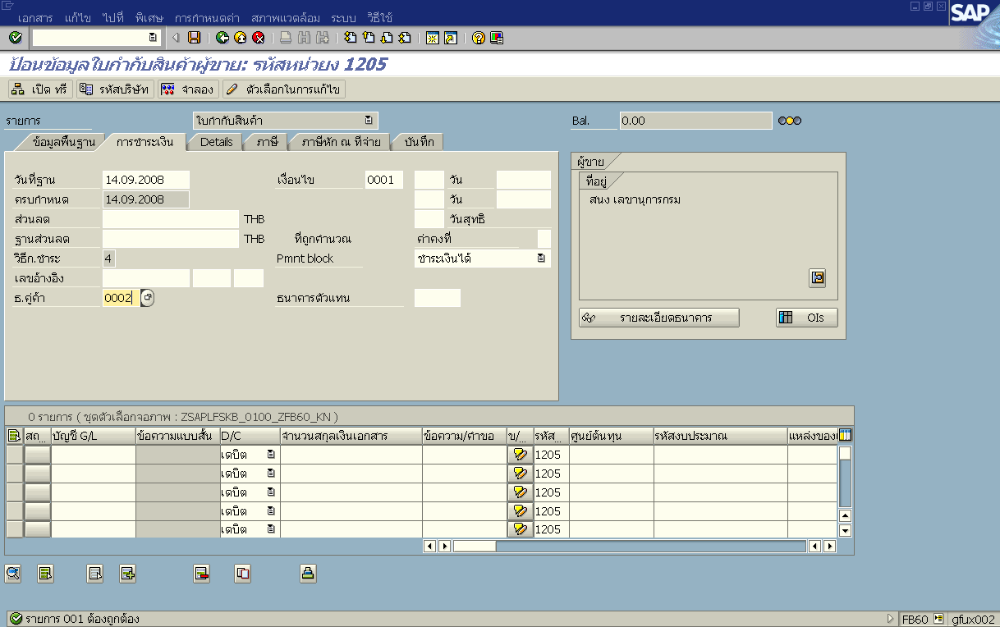 เอกสาร แก้ไข ไปที่ พิเศษ การกำหนดค่า สภาพแวดล้อม ระบบ วิธีใช้
SAP
ป้อนข้อมูลใบกำกับสินค้าผู้ขาย: รหัสหน่วยง 1205
เปิด ทรี รหัสบริษัท จำลอง ตัวเลือกในการแก้ไข
รายการ ใบกำกับสินค้า Bal. 0.00
ข้อมูลพื้นฐาน การชำระเงิน Details ภาษี ภาษีหัก ณ ที่จ่าย บันทึก
ผู้ขาย
วันที่ฐาน 14.09.2008 เงื่อนไข 0001 วัน
ที่อยู่
ครบกำหนด 14.09.2008 วัน
สนง เลขานุการกรม
ส่วนลด THB วันสุทธิ
ฐานส่วนลด THB ที่ถูกคำนวณ ค่าคงที่
วิธีก.ชำระ 4 Pmnt block ชำระเงินได้
เลขอ้างอิง
ธ.คู่ค้า 0002 ธนาคารตัวแทน
รายละเอียดธนาคาร OIs
0 รายการ ( ชุดตัวเลือกจอภาพ : ZSAPLFSKB_0100_ZFB60_KN )
สถ... บัญชี G/L ข้อความแบบสั้น D/C จำนวนสกุลเงินเอกสาร ข้อความ/คำขอ ข/... รหัส... ศูนย์ต้นทุน รหัสงบประมาณ แหล่งของ
เดบิต 1205
เดบิต 1205
เดบิต 1205
เดบิต 1205
เดบิต 1205
รายการ 001 ต้องถูกต้อง FB60 gfux002